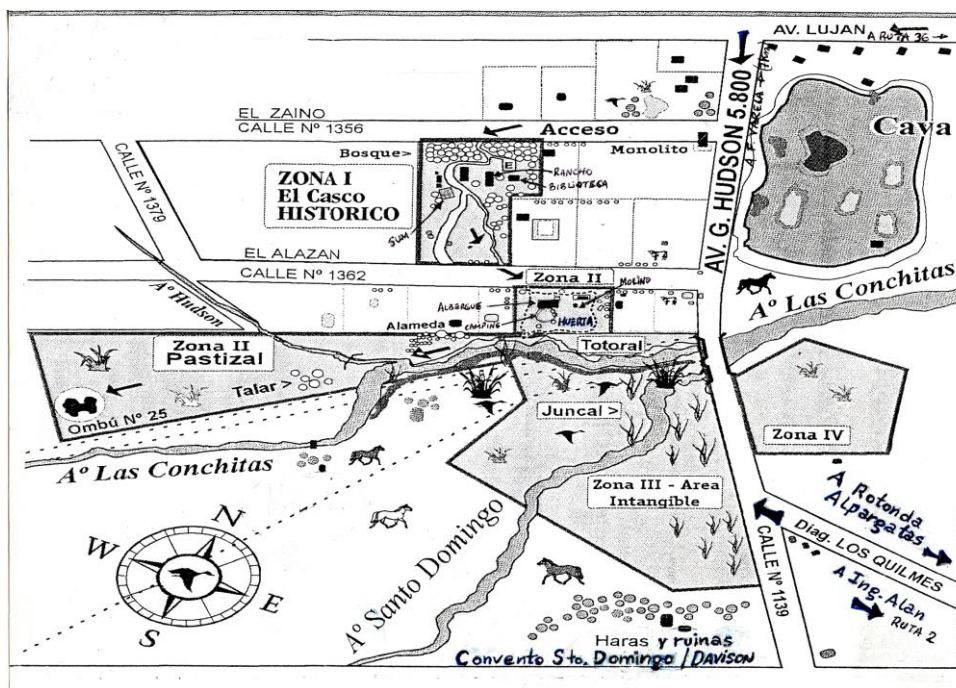 AV. LUJAN
A RUTA 36
EL ZAINO
CALLE Nº 1356
Acceso
Bosque>
Monolito
Cava
CALLE Nº 1379
ZONA I
El Casco
HISTORICO
E
RANCHO
BIBLIOTECA
SUM
AV. G. HUDSON 5.800
A F. VARELA
EL ALAZAN
CALLE Nº 1362
Zona II
MOLINO
Aº Hudson
ALBERGUE
Alameda
CAMPING
HUERTA
Aº Las Conchitas
Zona II
Pastizal
Totoral
Talar >
Ombú Nº 25
Juncal >
Zona IV
Aº Las Conchitas
Zona III - Area
Intangible
A Rotonda
Alpargatas
Diag. LOS QUILMES
A Ing. Alan
RUTA 2
CALLE Nº 1139
Aº Santo Domingo
N
W
E
S
Haras y ruinas
Convento Sto. Domingo / DAVISON